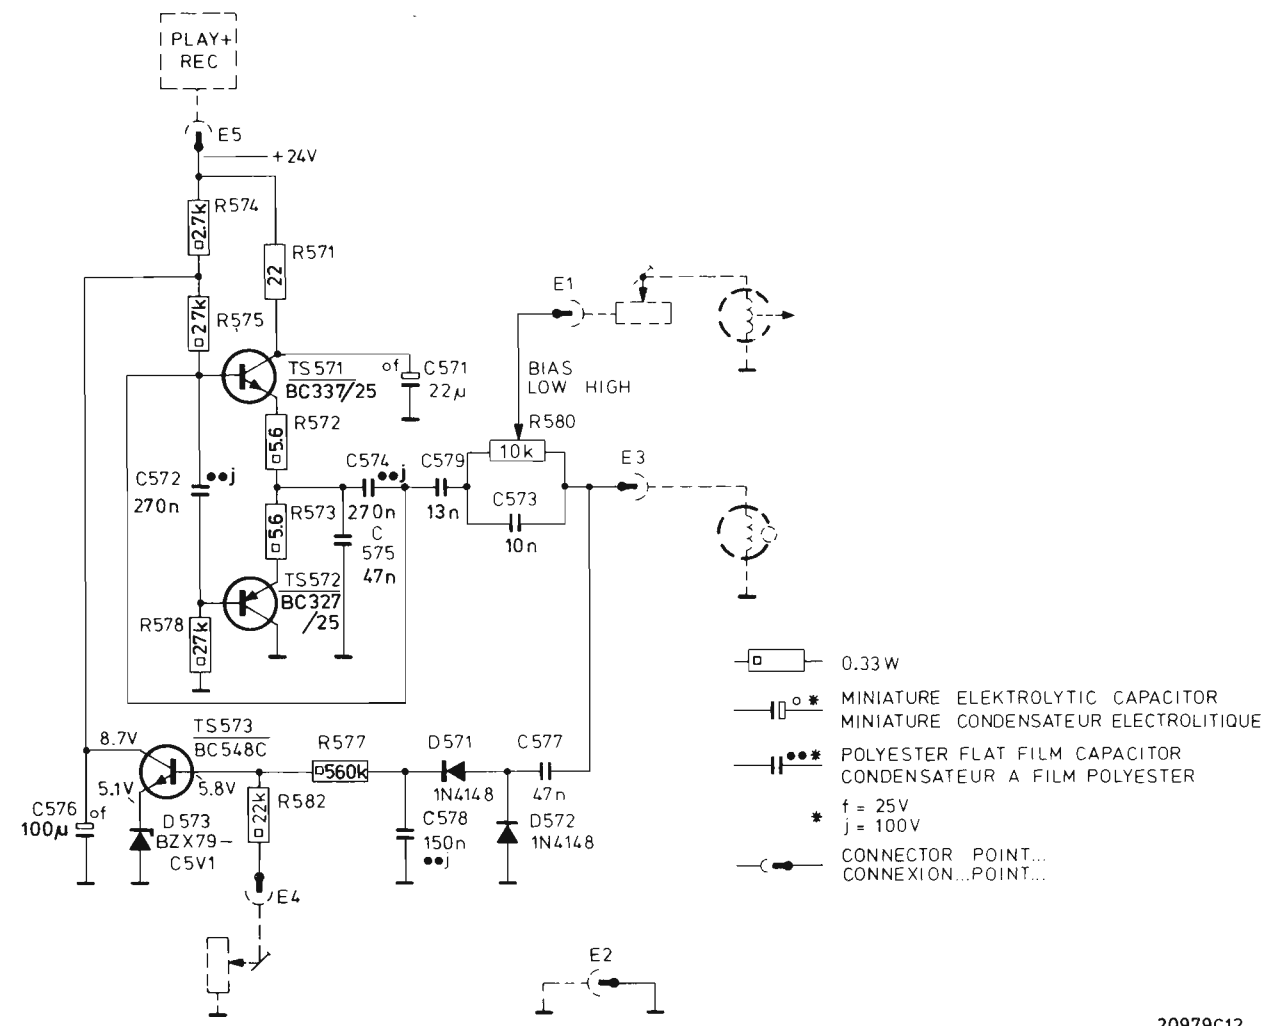 PLAY+
REC
E5
+24V
2.7k
R574
R571
22
2.7k
R575
E1
TS571
BC337/25
of
C571
22µ
BIAS
LOW HIGH
R580
10k
R572
5.6
C572
●●j
270n
C574
●●j
270n
C579
13n
E3
C573
10n
R573
5.6
C
575
47n
TS572
BC327
/25
R578
27k
0.33W
○ * MINIATURE ELEKTROLYTIC CAPACITOR
MINIATURE CONDENSATEUR ELECTROLITIQUE
●●* POLYESTER FLAT FILM CAPACITOR
CONDENSATEUR A FILM POLYESTER
* f = 25V
j = 100V
CONNECTOR POINT...
CONNEXION...POINT...
TS573
BC548C
8.7V
5.1V
5.8V
R577
560k
D571
1N4148
C577
47n
C576
of
100µ
D573
BZX79-
C5V1
22k
R582
C578
150n
●●j
D572
1N4148
E4
E2
20979C12